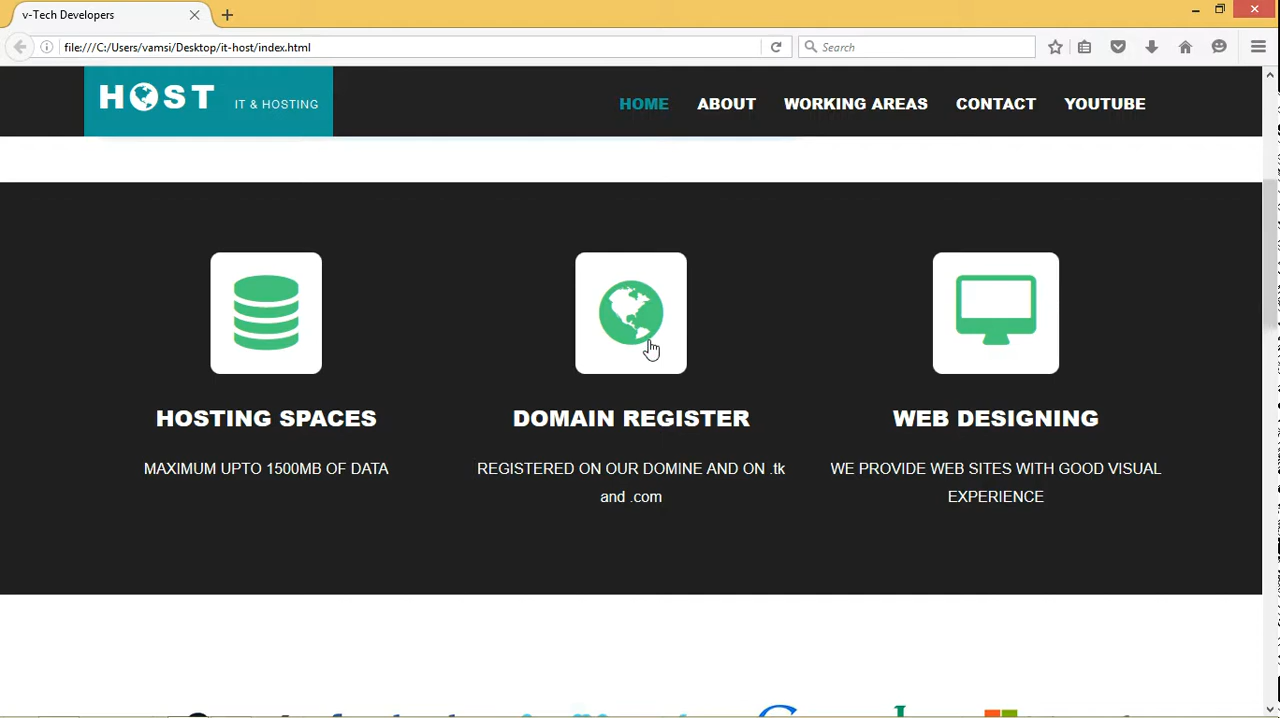 v-Tech Developers
file:///C:/Users/vamsi/Desktop/it-host/index.html
Search
HOST IT & HOSTING
HOME ABOUT WORKING AREAS CONTACT YOUTUBE
HOSTING SPACES
MAXIMUM UPTO 1500MB OF DATA
DOMAIN REGISTER
REGISTERED ON OUR DOMINE AND ON .tk
and .com
WEB DESIGNING
WE PROVIDE WEB SITES WITH GOOD VISUAL
EXPERIENCE